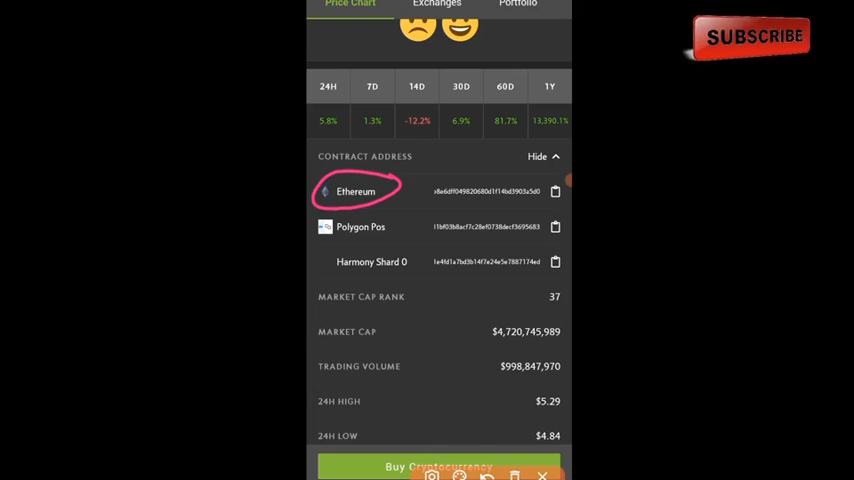 Price Chart Exchanges Portfolio
SUBSCRIBE
24H 7D 14D 30D 60D 1Y
5.8% 1.3% -12.2% 6.9% 81.7% 13,390.1%
CONTRACT ADDRESS Hide
Ethereum ›8e6dff049820680d1f14bd3903a5d0
Polygon Pos l1bf03b8acf7c28ef0738decf3695683
Harmony Shard 0 1e4fd1a7bd3b14f7e24e5e7887174ed
MARKET CAP RANK 37
MARKET CAP $4,720,745,989
TRADING VOLUME $998,847,970
24H HIGH $5.29
24H LOW $4.84
Buy Cryptocurrency